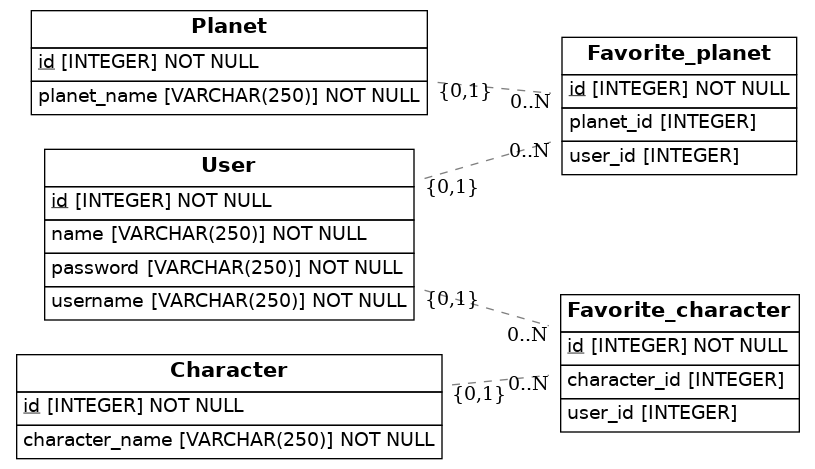 Planet
id [INTEGER] NOT NULL
planet_name [VARCHAR(250)] NOT NULL
{0,1}
0..N
Favorite_planet
id [INTEGER] NOT NULL
planet_id [INTEGER]
user_id [INTEGER]
User
id [INTEGER] NOT NULL
name [VARCHAR(250)] NOT NULL
password [VARCHAR(250)] NOT NULL
username [VARCHAR(250)] NOT NULL
0..N
{0,1}
{0,1}
0..N
Favorite_character
id [INTEGER] NOT NULL
character_id [INTEGER]
user_id [INTEGER]
Character
id [INTEGER] NOT NULL
character_name [VARCHAR(250)] NOT NULL
{0,1}
0..N